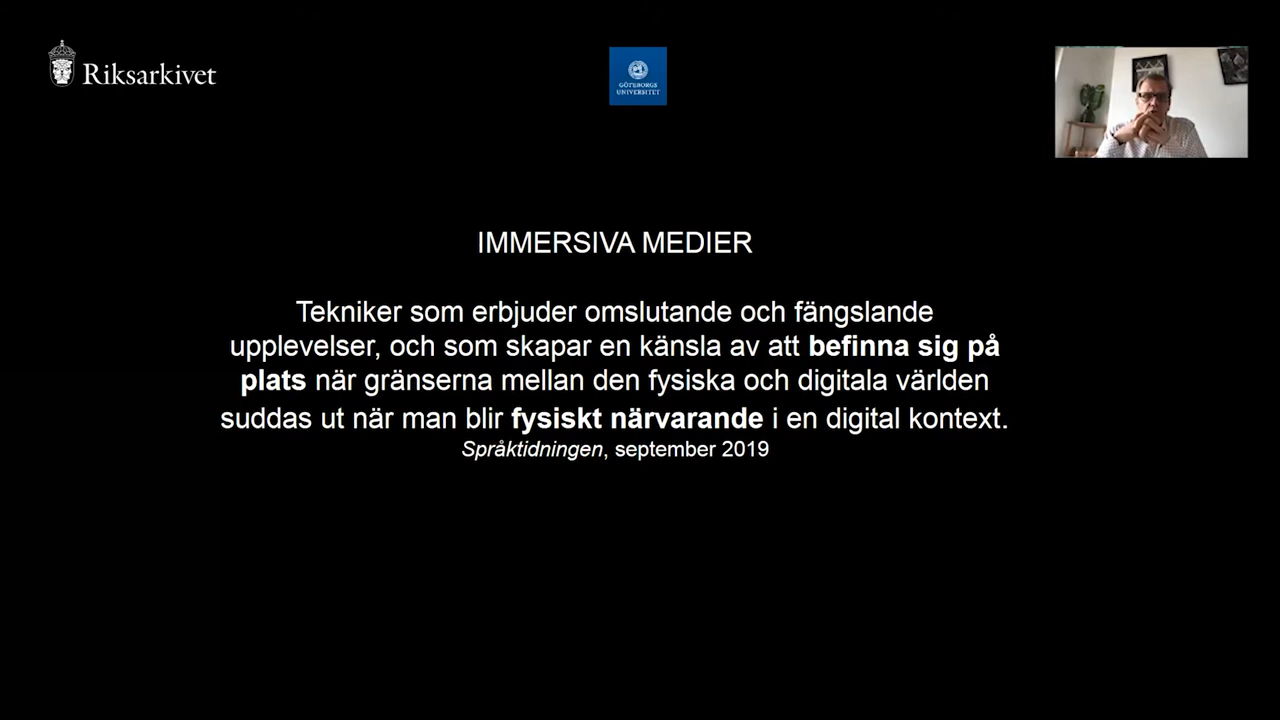 Riksarkivet
GÖTEBORGS
UNIVERSITET
IMMERSIVA MEDIER
Tekniker som erbjuder omslutande och fängslande
upplevelser, och som skapar en känsla av att befinna sig på
plats när gränserna mellan den fysiska och digitala världen
suddas ut när man blir fysiskt närvarande i en digital kontext.
Språktidningen, september 2019